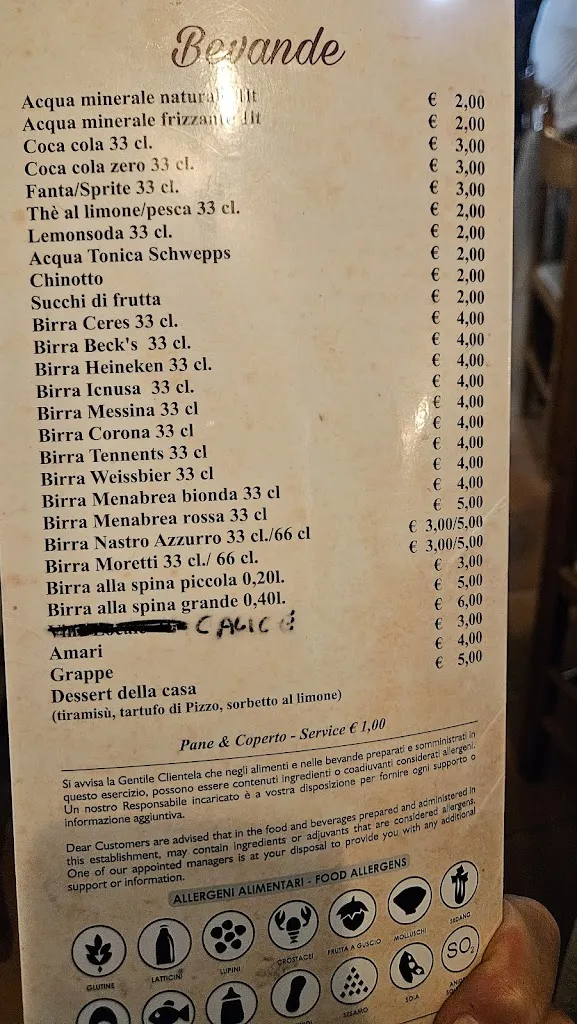 Bevande
Acqua minerale naturale 1lt € 2,00
Acqua minerale frizzante 1lt € 2,00
Coca cola 33 cl. € 3,00
Coca cola zero 33 cl. € 3,00
Fanta/Sprite 33 cl. € 3,00
Thè al limone/pesca 33 cl. € 2,00
Lemonsoda 33 cl. € 2,00
Acqua Tonica Schwepps € 2,00
Chinotto € 2,00
Succhi di frutta € 2,00
Birra Ceres 33 cl. € 4,00
Birra Beck's 33 cl. € 4,00
Birra Heineken 33 cl. € 4,00
Birra Icnusa 33 cl. € 4,00
Birra Messina 33 cl € 4,00
Birra Corona 33 cl € 4,00
Birra Tennents 33 cl € 4,00
Birra Weissbier 33 cl € 4,00
Birra Menabrea bionda 33 cl € 4,00
Birra Menabrea rossa 33 cl € 5,00
Birra Nastro Azzurro 33 cl./66 cl € 3,00/5,00
Birra Moretti 33 cl./ 66 cl. € 3,00/5,00
Birra alla spina piccola 0,20l. € 3,00
Birra alla spina grande 0,40l. € 5,00
CALICE € 6,00
Amari € 3,00
Grappe € 4,00
Dessert della casa € 5,00
(tiramisù, tartufo di Pizzo, sorbetto al limone)
Pane & Coperto - Service € 1,00
Si avvisa la Gentile Clientela che negli alimenti e nelle bevande preparati e somministrati in
questo esercizio, possono essere contenuti ingredienti o coadiuvanti considerati allergeni.
Un nostro Responsabile incaricato è a vostra disposizione per fornire ogni supporto o
informazione aggiuntiva.
Dear Customers are advised that in the food and beverages prepared and administered in
this establishment, may contain ingredients or adjuvants that are considered allergens.
One of our appointed managers is at your disposal to provide you with any additional
support or information.
ALLERGENI ALIMENTARI - FOOD ALLERGENS
GLUTINE LATTICINI LUPINI CROSTACEI FRUTTA A GUSCIO MOLLUSCHI SEDANO
SO2
SESAMO SOIA